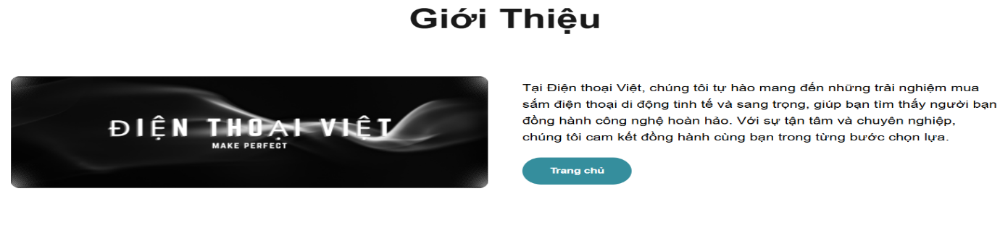 Giới Thiệu
ĐIỆN THOẠI VIỆT
MAKE PERFECT
Tại Điện thoại Việt, chúng tôi tự hào mang đến những trải nghiệm mua
sắm điện thoại di động tinh tế và sang trọng, giúp bạn tìm thấy người bạn
đồng hành công nghệ hoàn hảo. Với sự tận tâm và chuyên nghiệp,
chúng tôi cam kết đồng hành cùng bạn trong từng bước chọn lựa.
Trang chủ